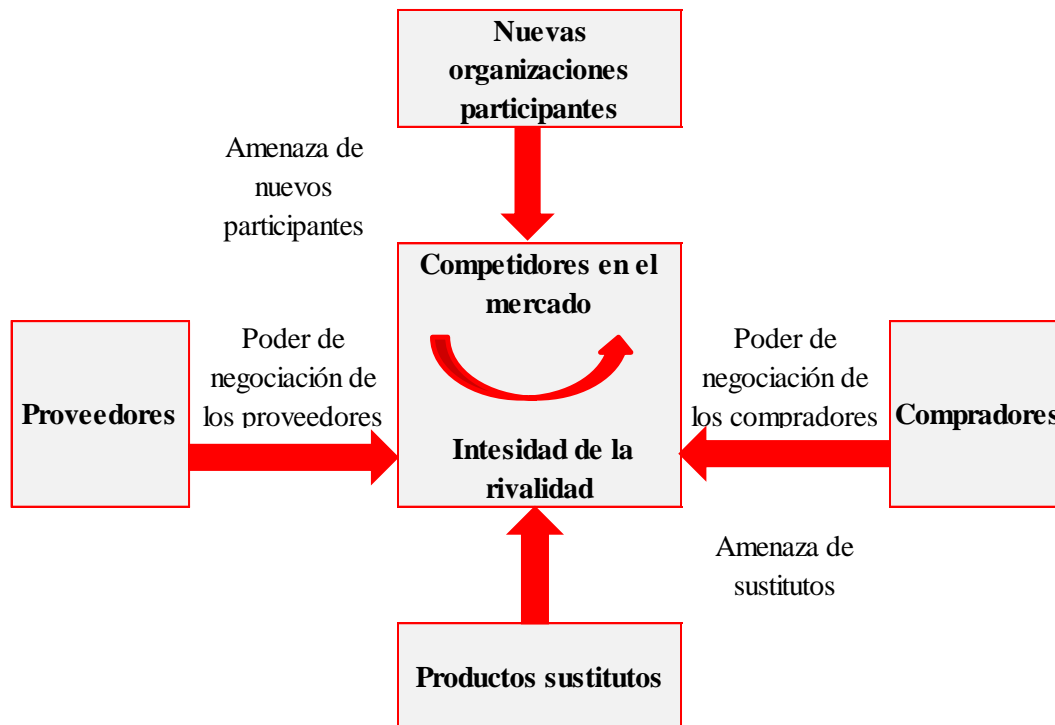 Nuevas
organizaciones
participantes
Amenaza de
nuevos
participantes
Competidores en el
mercado
Proveedores
Poder de
negociación de
los proveedores
Poder de
negociación de
los compradores
Compradores
Intesidad de la
rivalidad
Amenaza de
sustitutos
Productos sustitutos